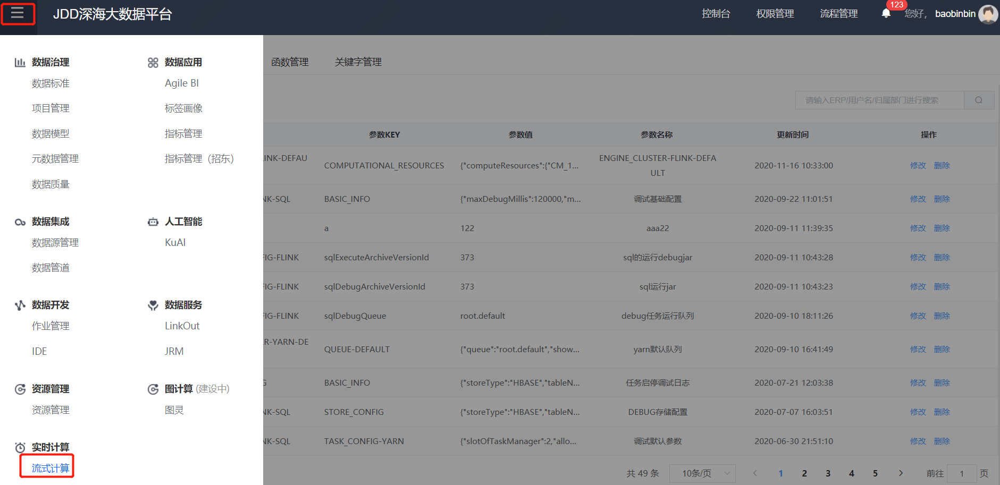 JDD深海大数据平台
控制台
权限管理
流程管理
123
您好,
baobinbin
数据治理
数据标准
项目管理
数据模型
元数据管理
数据质量
数据应用
Agile BI
标签画像
指标管理
指标管理（招东）
数据集成
数据源管理
数据管道
人工智能
KuAI
数据开发
作业管理
IDE
数据服务
LinkOut
JRM
资源管理
资源管理
图计算 (建设中)
图灵
实时计算
流式计算
函数管理 关键字管理
请输入ERP/用户名/归属部门进行搜索
参数KEY 参数值 参数名称 更新时间 操作
INK-DEFAU COMPUTATIONAL_RESOURCES {"computeResources":{"CM_1... ENGINE_CLUSTER-FLINK-DEFA
ULT 2020-11-16 10:33:00 修改 删除
NK-SQL BASIC_INFO {"maxDebugMillis":120000,"m... 调试基础配置 2020-09-22 11:01:51 修改 删除
a 122 aaa22 2020-09-11 11:39:35 修改 删除
FIG-FLINK sqlExecuteArchiveVersionId 373 sql的运行debugjar 2020-09-11 10:43:28 修改 删除
FIG-FLINK sqlDebugArchiveVersionId 373 sql运行jar 2020-09-11 10:43:23 修改 删除
FIG-FLINK sqlDebugQueue root.default debug任务运行队列 2020-09-10 18:11:26 修改 删除
R-YARN-DE QUEUE-DEFAULT {"queue":"root.default","show... yarn默认队列 2020-09-10 16:41:49 修改 删除
G BASIC_INFO {"storeType":"HBASE","tableN... 任务启停调试日志 2020-07-21 12:03:38 修改 删除
NK-SQL STORE_CONFIG {"storeType":"HBASE","tableN... DEBUG存储配置 2020-07-07 16:03:51 修改 删除
NK-SQL TASK_CONFIG-YARN {"slotOfTaskManager":2,"allo... 调试默认参数 2020-06-30 21:51:10 修改 删除
共 49 条 10条/页 1 2 3 4 5 前往 1 页